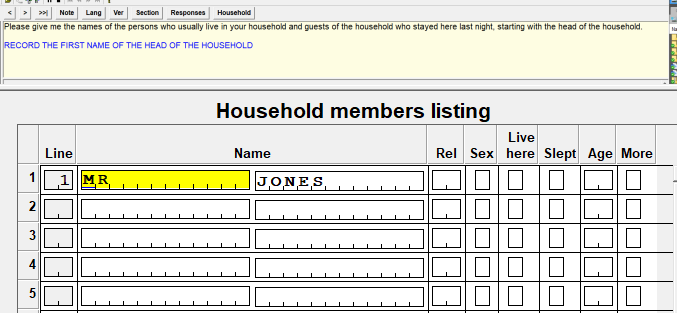 < > >>| Note Lang Ver Section Responses Household
Please give me the names of the persons who usually live in your household and guests of the household who stayed here last night, starting with the head of the household.
RECORD THE FIRST NAME OF THE HEAD OF THE HOUSEHOLD
Household members listing
Line Name Rel Sex Live here Slept Age More
1 1 MR JONES
2
3
4
5